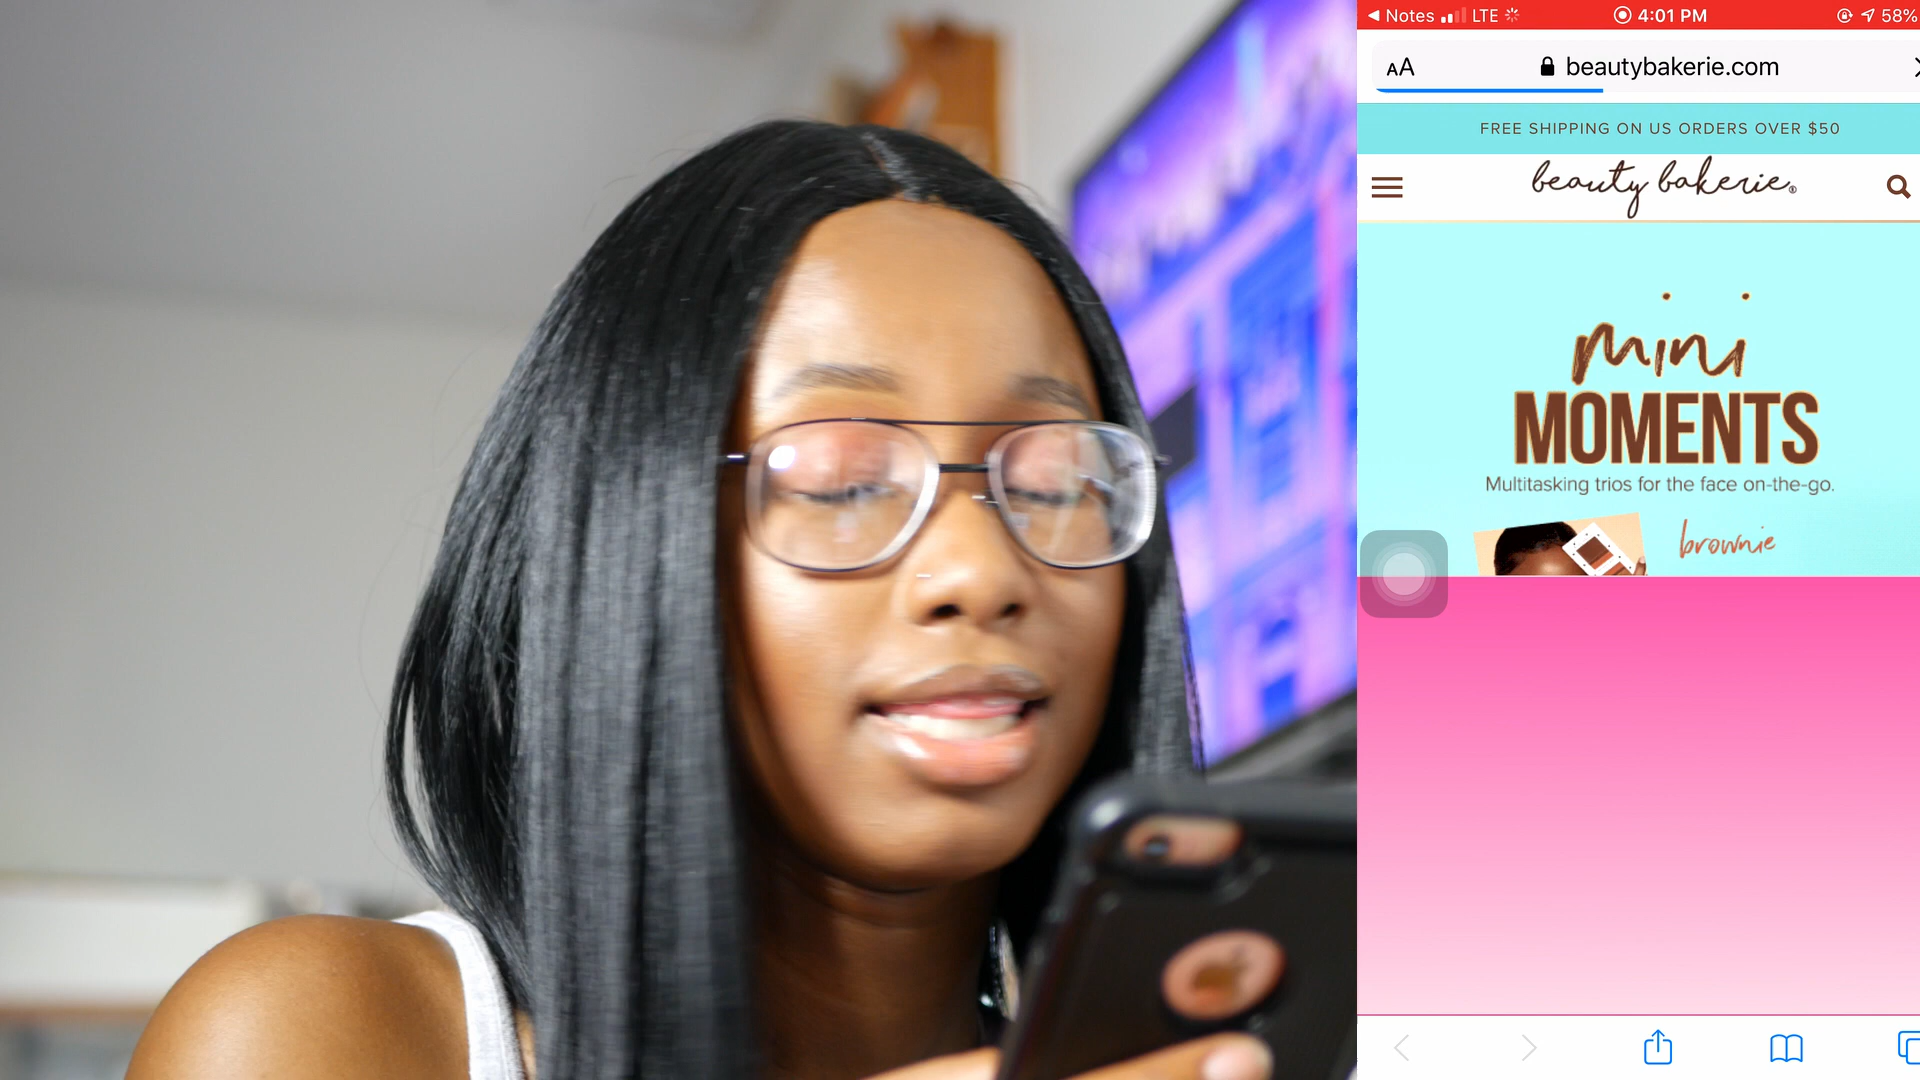 Notes LTE 4:01 PM 58%
AA beautybakerie.com
FREE SHIPPING ON US ORDERS OVER $50
beauty bakerie®
mini
MOMENTS
Multitasking trios for the face on-the-go.
brownie